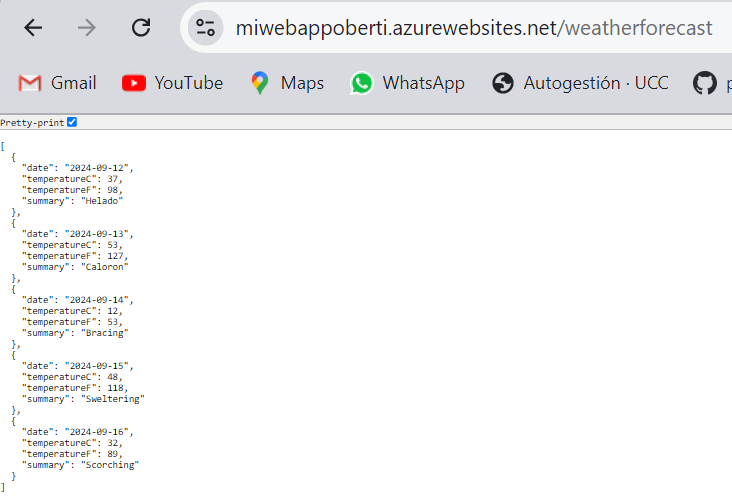 miwebappoberti.azurewebsites.net/weatherforecast
Gmail YouTube Maps WhatsApp Autogestión · UCC
Pretty-print
[
  {
    "date": "2024-09-12",
    "temperatureC": 37,
    "temperatureF": 98,
    "summary": "Helado"
  },
  {
    "date": "2024-09-13",
    "temperatureC": 53,
    "temperatureF": 127,
    "summary": "Caloron"
  },
  {
    "date": "2024-09-14",
    "temperatureC": 12,
    "temperatureF": 53,
    "summary": "Bracing"
  },
  {
    "date": "2024-09-15",
    "temperatureC": 48,
    "temperatureF": 118,
    "summary": "Sweltering"
  },
  {
    "date": "2024-09-16",
    "temperatureC": 32,
    "temperatureF": 89,
    "summary": "Scorching"
  }
]